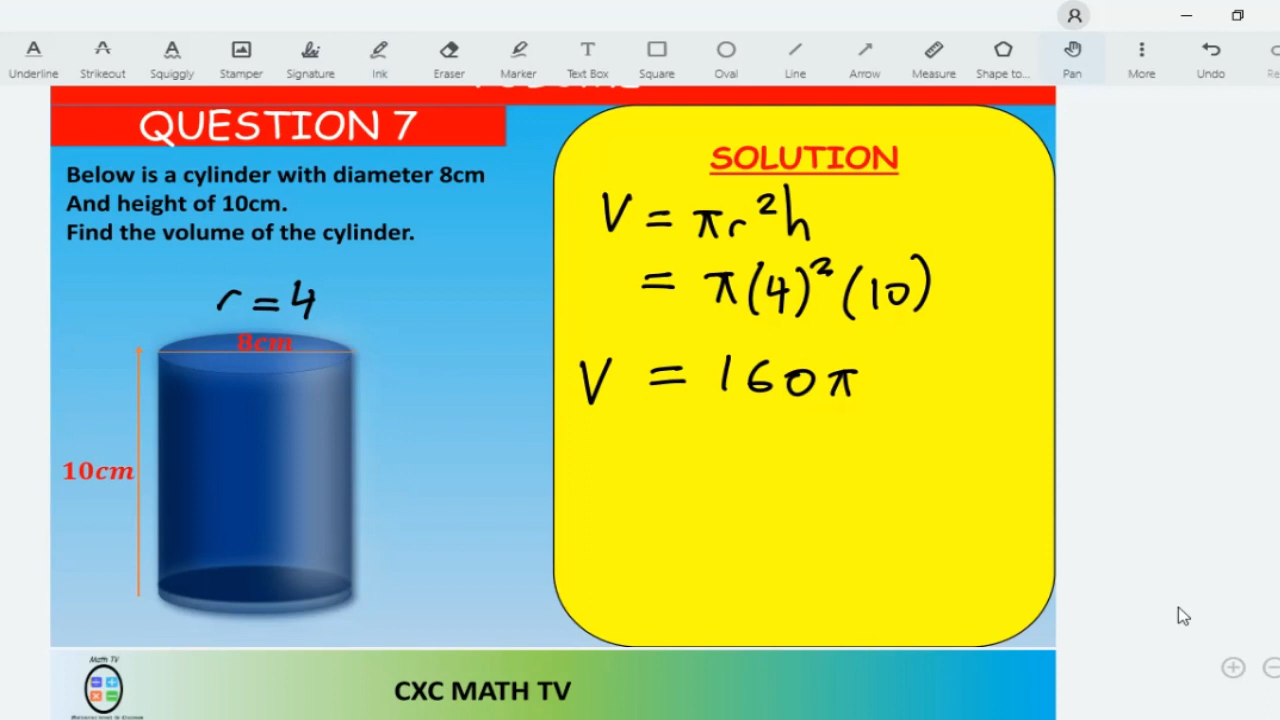 Underline Strikeout Squiggly Stamper Signature Ink Eraser Marker Text Box Square Oval Line Arrow Measure Shape to... Pan More Undo
QUESTION 7
Below is a cylinder with diameter 8cm
And height of 10cm.
Find the volume of the cylinder.
r = 4
8cm
10cm
SOLUTION
V = πr²h
= π(4)²(10)
V = 160π
Math TV
CXC MATH TV